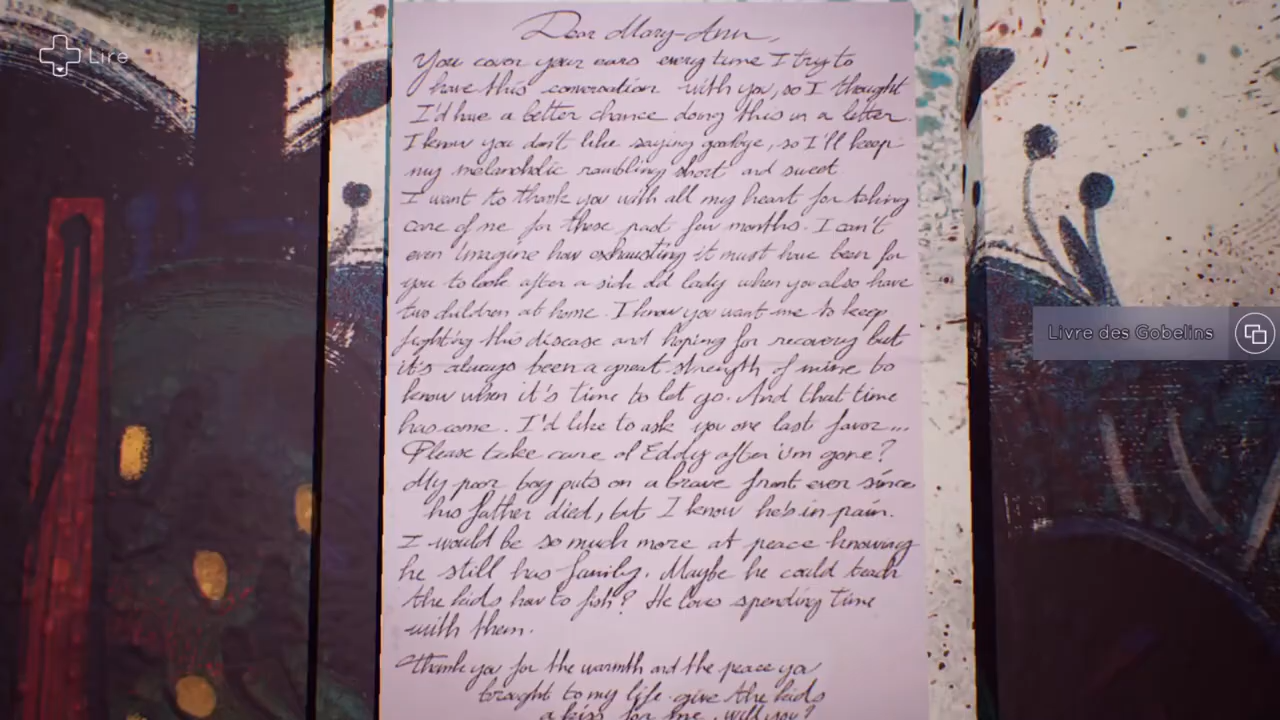 Lire
Dear Mary-Ann,
You cover your ears everytime I try to
have this conversation with you, so I thought
I'd have a better chance doing this in a letter.
I know you don't like saying goodbye, so I'll keep
my melancholic rambling short and sweet
I want to thank you with all my heart for taking
care of me for these past few months. I can't
even imagine how exhausting it must have been for
you to look after a sick old lady when you also have
two children at home. I know you want me to keep
fighting this disease and hoping for recovery but
it's always been a great strength of mine to
know when it's time to let go. And that time
has come. I'd like to ask you one last favor...
Please take care of Eddy after i'm gone?
My poor boy puts on a brave front ever since
his father died, but I know he's in pain.
I would be so much more at peace knowing
he still has family. Maybe he could teach
the kids how to fish? He loves spending time
with them.
Thank you for the warmth and the peace you
brought to my life. give the kids
a kiss for me, will you?
Livre des Gobelins